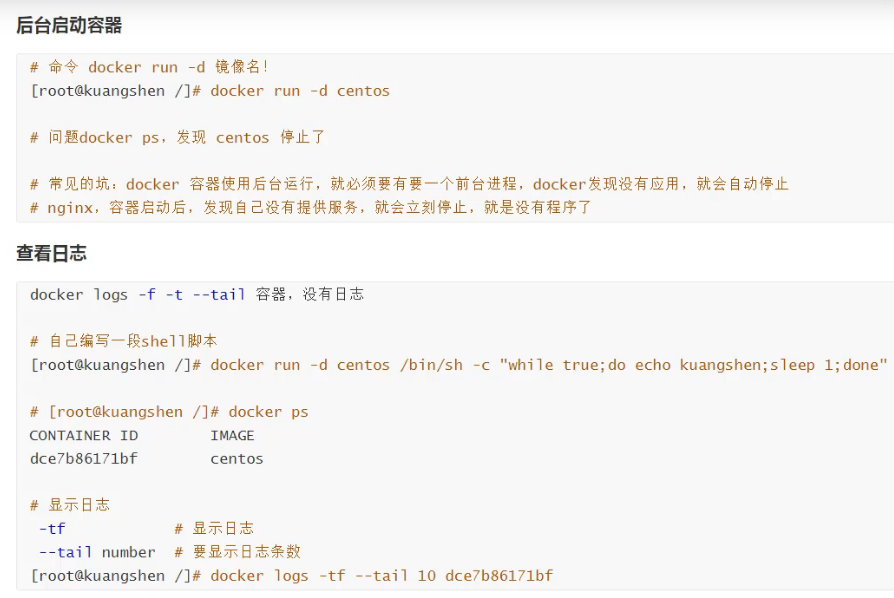 后台启动容器
# 命令 docker run -d 镜像名!
[root@kuangshen /]# docker run -d centos
# 问题docker ps，发现 centos 停止了
# 常见的坑：docker 容器使用后台运行，就必须要有要一个前台进程，docker发现没有应用，就会自动停止
# nginx，容器启动后，发现自己没有提供服务，就会立刻停止，就是没有程序了
查看日志
docker logs -f -t --tail 容器，没有日志
# 自己编写一段shell脚本
[root@kuangshen /]# docker run -d centos /bin/sh -c "while true;do echo kuangshen;sleep 1;done"
# [root@kuangshen /]# docker ps
CONTAINER ID IMAGE
dce7b86171bf centos
# 显示日志
-tf # 显示日志
--tail number # 要显示日志条数
[root@kuangshen /]# docker logs -tf --tail 10 dce7b86171bf